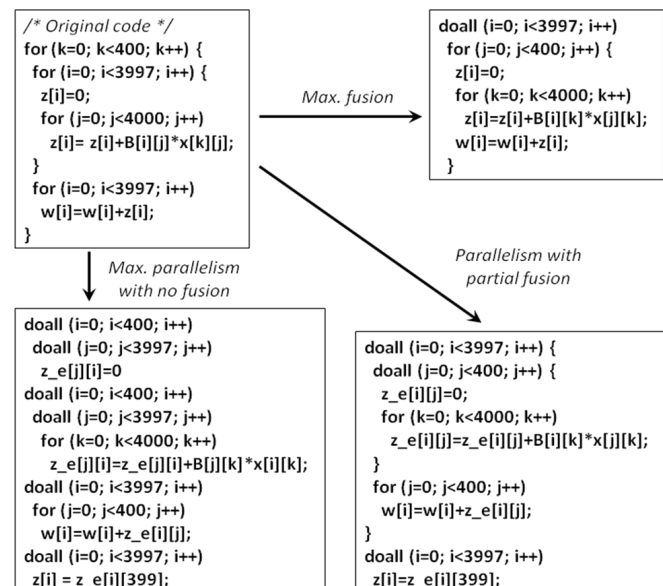 /* Original code */
for (k=0; k<400; k++) {
for (i=0; i<3997; i++) {
z[i]=0;
for (j=0; j<4000; j++)
z[i]= z[i]+B[i][j]*x[k][j];
}
for (i=0; i<3997; i++)
w[i]=w[i]+z[i];
}
Max. fusion
doall (i=0; i<3997; i++)
for (j=0; j<400; j++) {
z[i]=0;
for (k=0; k<4000; k++)
z[i]=z[i]+B[i][k]*x[j][k];
w[i]=w[i]+z[i];
}
Max. parallelism
with no fusion
Parallelism with
partial fusion
doall (i=0; i<400; i++)
doall (j=0; j<3997; j++)
z_e[j][i]=0
doall (i=0; i<400; i++)
doall (j=0; j<3997; j++)
for (k=0; k<4000; k++)
z_e[j][i]=z_e[j][i]+B[j][k]*x[i][k];
doall (i=0; i<3997; i++)
for (j=0; j<400; j++)
w[i]=w[i]+z_e[i][j];
doall (i=0; i<3997; i++)
z[i] = z_e[i][399];
doall (i=0; i<3997; i++) {
doall (j=0; j<400; j++) {
z_e[i][j]=0;
for (k=0; k<4000; k++)
z_e[i][j]=z_e[i][j]+B[i][k]*x[j][k];
}
for (j=0; j<400; j++)
w[i]=w[i]+z_e[i][j];
}
doall (i=0; i<3997; i++)
z[i]=z_e[i][399];